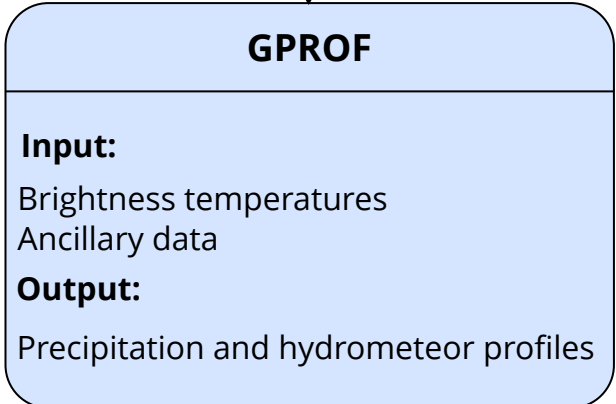 GPROF
Input:
Brightness temperatures
Ancillary data
Output:
Precipitation and hydrometeor profiles